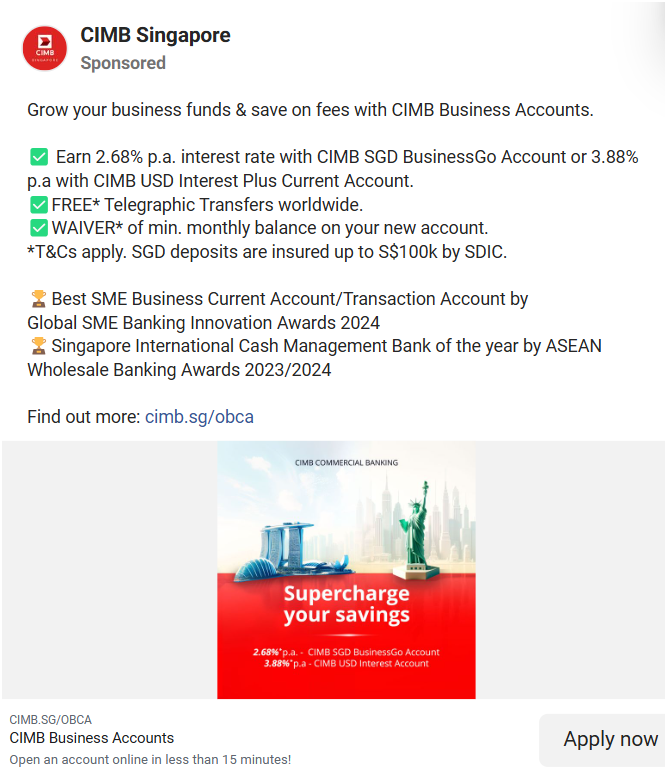 CIMB Singapore
CIMB
SINGAPORE
Sponsored
Grow your business funds & save on fees with CIMB Business Accounts.
✅ Earn 2.68% p.a. interest rate with CIMB SGD BusinessGo Account or 3.88%
p.a with CIMB USD Interest Plus Current Account.
✅ FREE* Telegraphic Transfers worldwide.
✅ WAIVER* of min. monthly balance on your new account.
*T&Cs apply. SGD deposits are insured up to S$100k by SDIC.
🏆 Best SME Business Current Account/Transaction Account by
Global SME Banking Innovation Awards 2024
🏆 Singapore International Cash Management Bank of the year by ASEAN
Wholesale Banking Awards 2023/2024
Find out more: cimb.sg/obca
CIMB COMMERCIAL BANKING
Supercharge
your savings
2.68%*p.a. - CIMB SGD BusinessGo Account
3.88%*p.a - CIMB USD Interest Account
CIMB.SG/OBCA
CIMB Business Accounts
Open an account online in less than 15 minutes!
Apply now